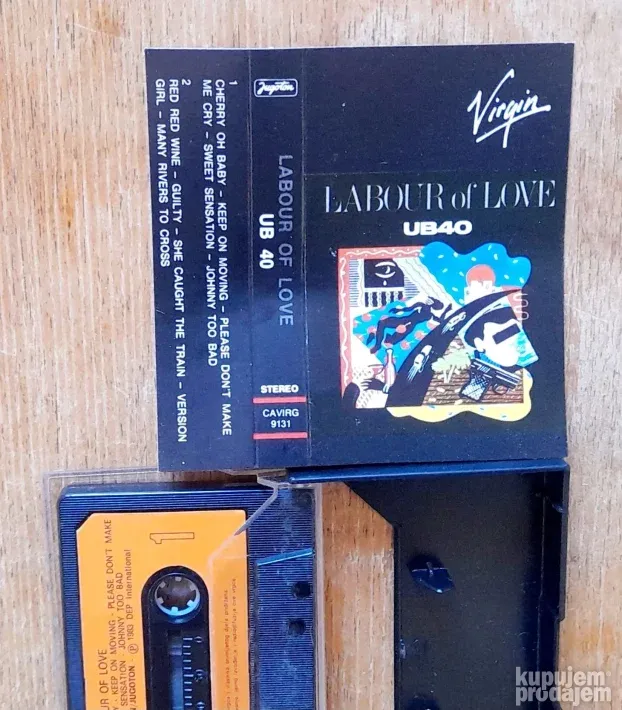 Virgin
LABOUR of LOVE
UB40
Jugoton
LABOUR OF LOVE
UB 40
STEREO
CAVIRG
9131
1
CHERRY OH BABY – KEEP ON MOVING – PLEASE DON'T MAKE
ME CRY – SWEET SENSATION – JOHNNY TOO BAD
2
RED RED WINE – GUILTY – SHE CAUGHT THE TRAIN – VERSION
GIRL – MANY RIVERS TO CROSS
1
UR OF LOVE
- KEEP ON MOVING - PLEASE DON'T MAKE
SENSATION - JOHNNY TOO BAD
JUGOTON - Ⓟ 1983 DEP International
kupujem
prodajem